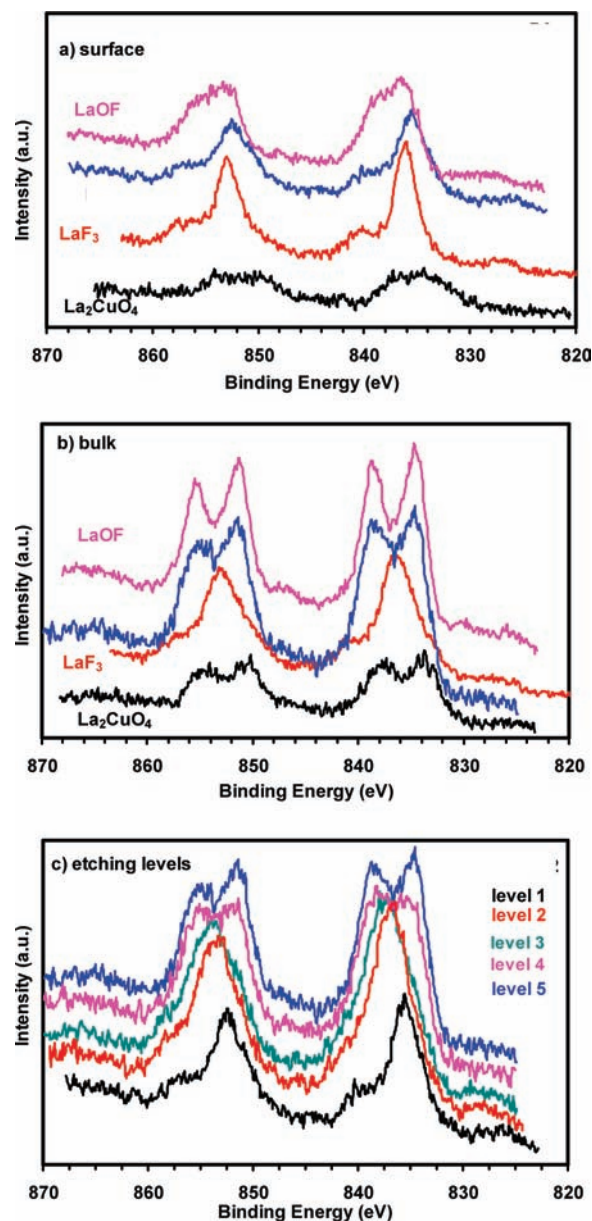 a) surface
LaOF
LaF3
La2CuO4
Intensity (a.u.)
870 860 850 840 830 820
Binding Energy (eV)
b) bulk
LaOF
LaF3
La2CuO4
Intensity (a.u.)
870 860 850 840 830 820
Binding Energy (eV)
c) etching levels
level 1
level 2
level 3
level 4
level 5
Intensity (a.u.)
870 860 850 840 830 820
Binding Energy (eV)